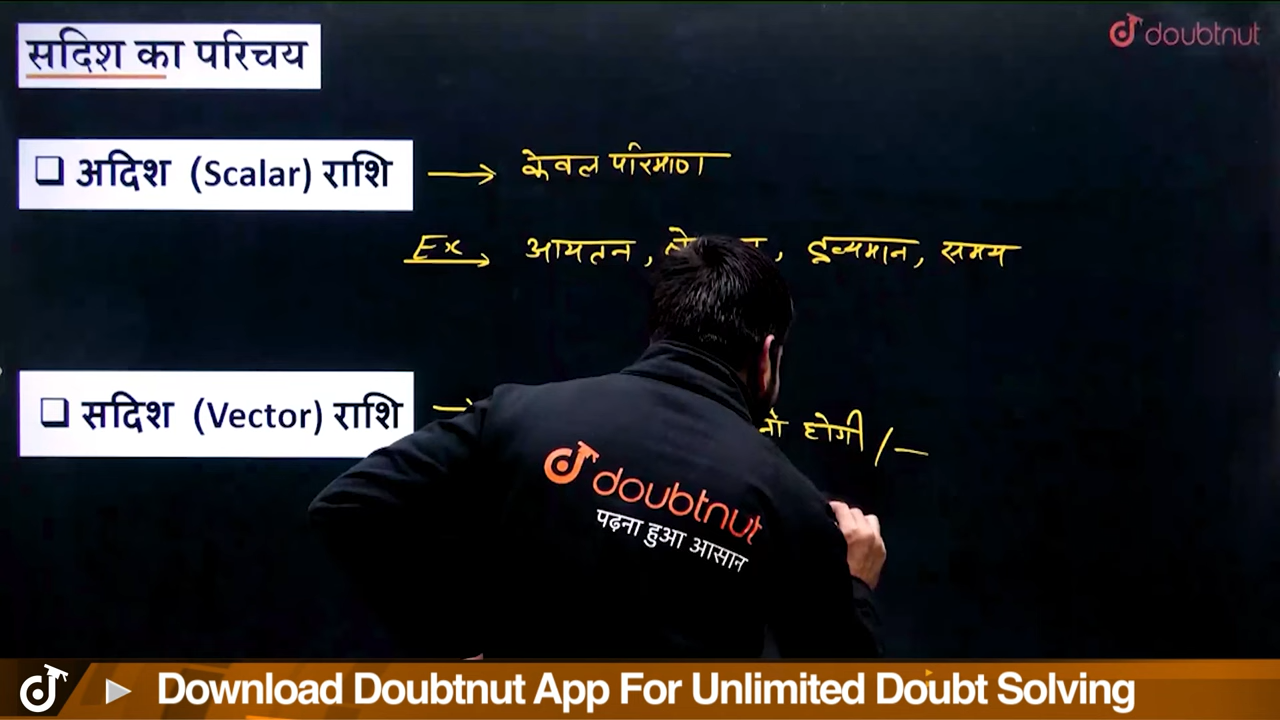 सदिश का परिचय
doubtnut
❑ अदिश (Scalar) राशि → केवल परिमाण
Ex → आयतन, , द्रव्यमान, समय
❑ सदिश (Vector) राशि होगी /-
doubtnut
पढ़ना हुआ आसान
Download Doubtnut App For Unlimited Doubt Solving